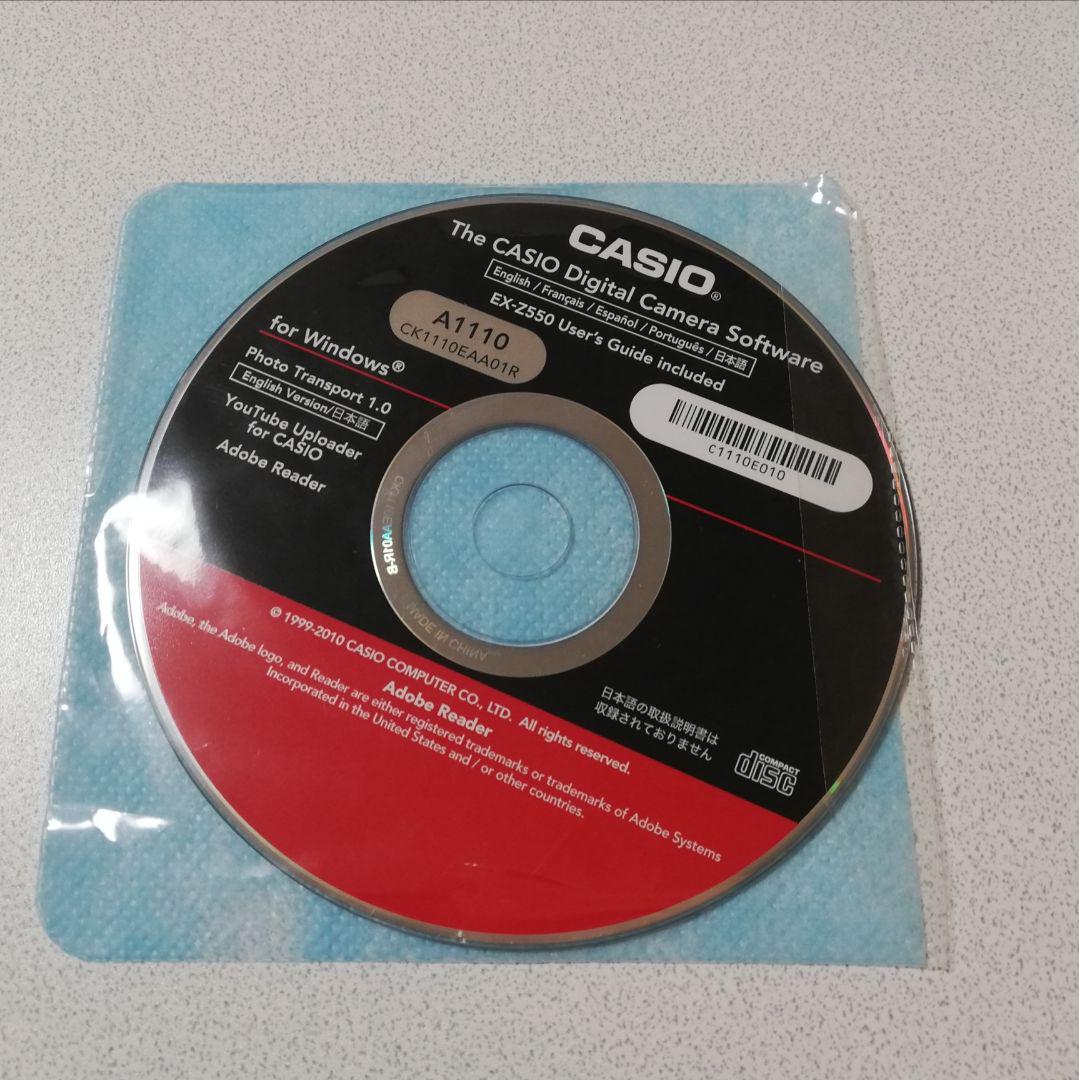 CASIO®
The CASIO Digital Camera Software
English / Français / Español / Português / 日本語
EX-Z550 User's Guide included
A1110
CK1110EAA01R
C1110E010
for Windows®
Photo Transport 1.0
English Version/日本語
YouTube Uploader
for CASIO
Adobe Reader
MADE IN CHINA
日本語の取扱説明書は
収録されておりません
COMPACT
disc
© 1999-2010 CASIO COMPUTER CO., LTD. All rights reserved.
Adobe Reader
Adobe, the Adobe logo, and Reader are either registered trademarks or trademarks of Adobe Systems
Incorporated in the United States and / or other countries.